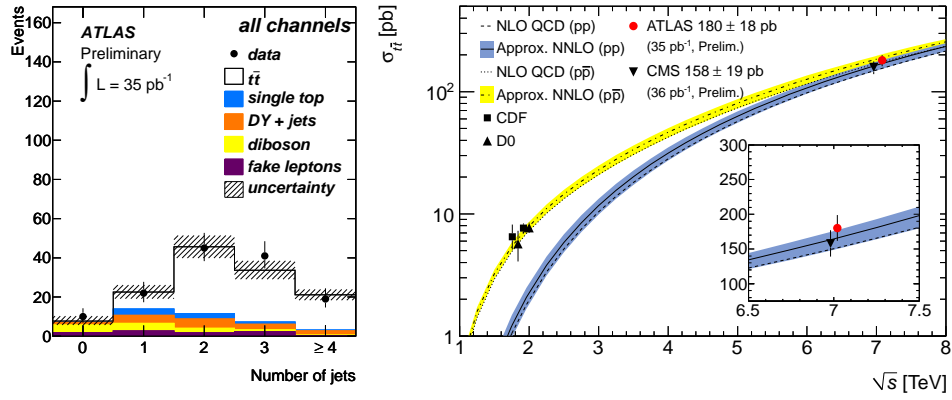 Events
160
140
120
100
80
60
40
20
0
ATLAS
Preliminary
∫ L = 35 pb⁻¹
all channels
data
tt̄
single top
DY + jets
diboson
fake leptons
uncertainty
0 1 2 3 ≥ 4
Number of jets
σ_tt̄ [pb]
10²
10
1
NLO QCD (pp)
Approx. NNLO (pp)
NLO QCD (pp̄)
Approx. NNLO (pp̄)
CDF
D0
ATLAS 180 ± 18 pb
(35 pb⁻¹, Prelim.)
CMS 158 ± 19 pb
(36 pb⁻¹, Prelim.)
300
250
200
150
100
6.5 7 7.5
1 2 3 4 5 6 7 8
√s [TeV]